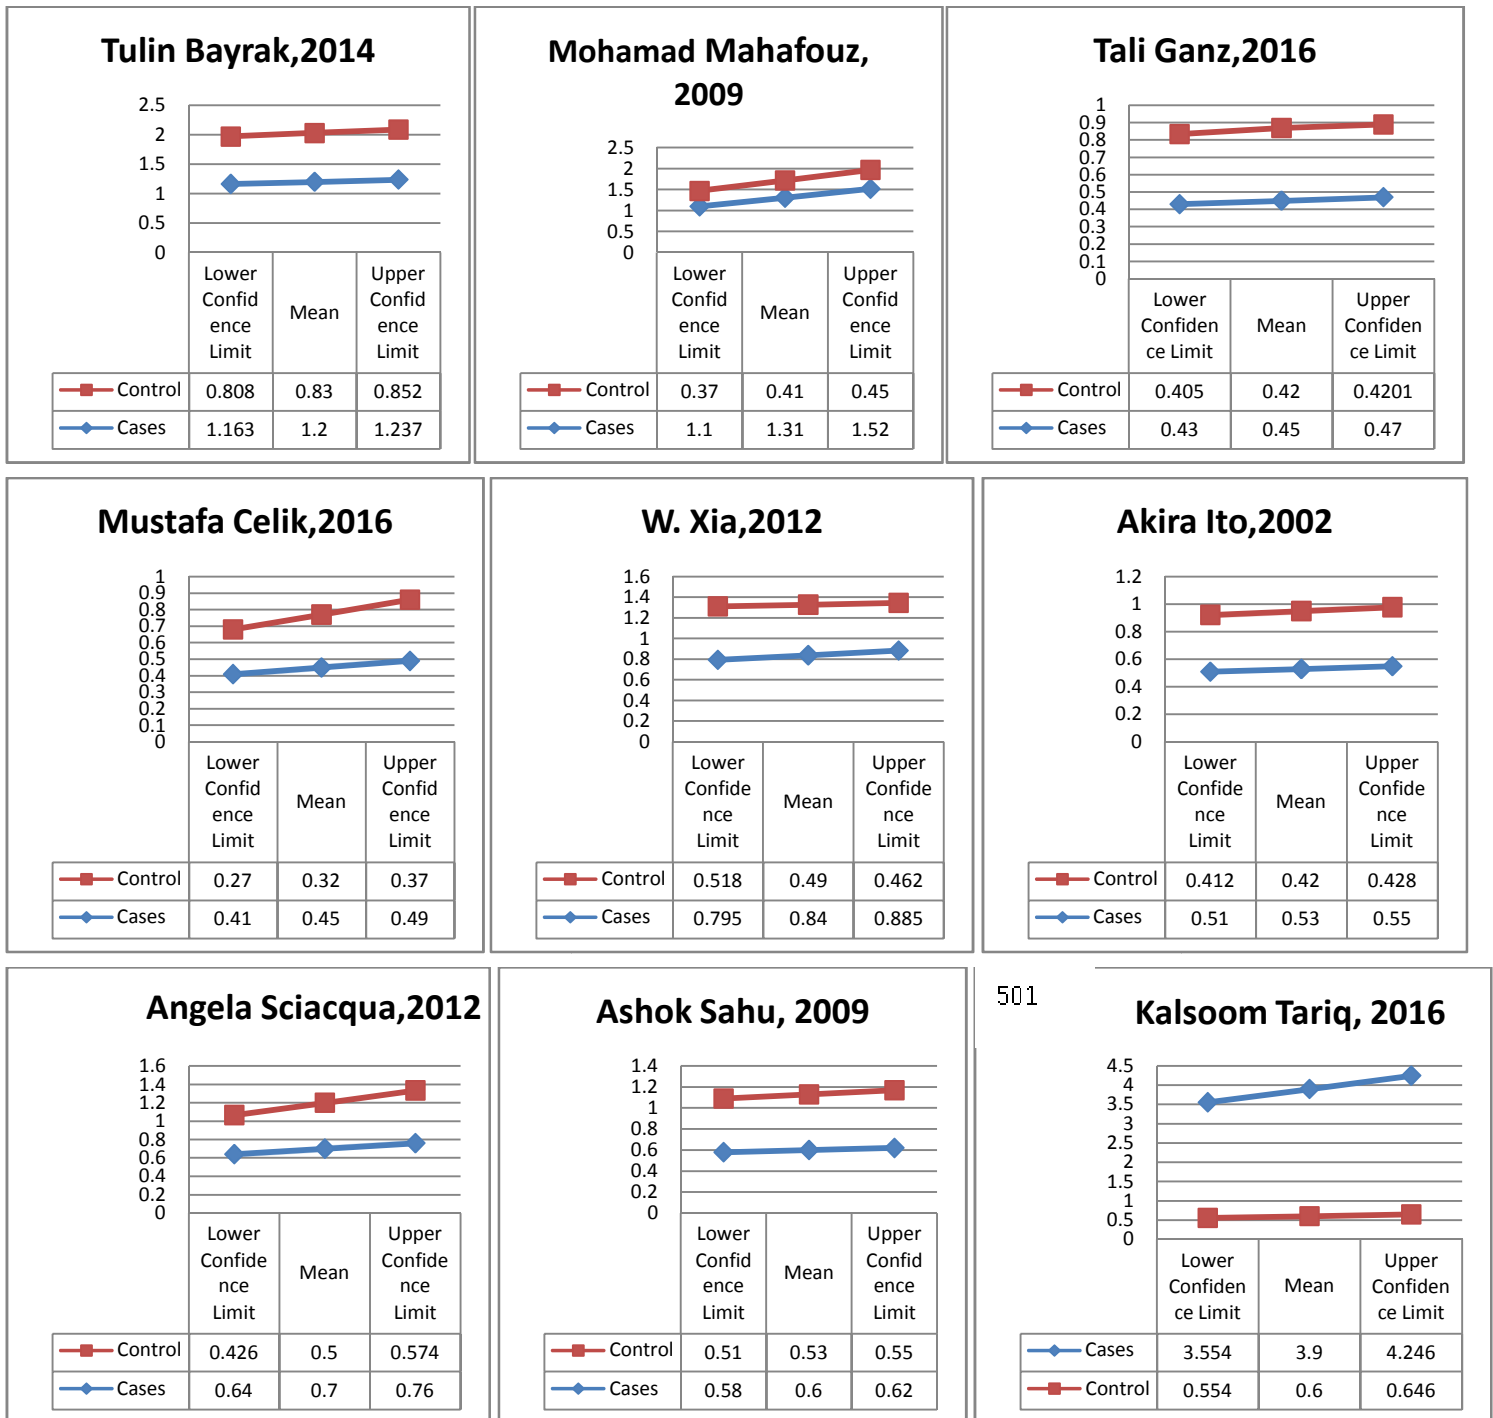 Tulin Bayrak,2014
2.5
2
1.5
1
0.5
0
Lower
Confid
ence
Limit
Mean
Upper
Confid
ence
Limit
Control 0.808 0.83 0.852
Cases 1.163 1.2 1.237
Mohamad Mahafouz,
2009
2.5
2
1.5
1
0.5
0
Lower
Confid
ence
Limit
Mean
Upper
Confid
ence
Limit
Control 0.37 0.41 0.45
Cases 1.1 1.31 1.52
Tali Ganz,2016
1
0.9
0.8
0.7
0.6
0.5
0.4
0.3
0.2
0.1
0
Lower
Confiden
ce Limit
Mean
Upper
Confiden
ce Limit
Control 0.405 0.42 0.4201
Cases 0.43 0.45 0.47
Mustafa Celik,2016
1
0.9
0.8
0.7
0.6
0.5
0.4
0.3
0.2
0.1
0
Lower
Confid
ence
Limit
Mean
Upper
Confid
ence
Limit
Control 0.27 0.32 0.37
Cases 0.41 0.45 0.49
W. Xia,2012
1.6
1.4
1.2
1
0.8
0.6
0.4
0.2
0
Lower
Confide
nce
Limit
Mean
Upper
Confide
nce
Limit
Control 0.518 0.49 0.462
Cases 0.795 0.84 0.885
Akira Ito,2002
1.2
1
0.8
0.6
0.4
0.2
0
Lower
Confide
nce
Limit
Mean
Upper
Confide
nce
Limit
Control 0.412 0.42 0.428
Cases 0.51 0.53 0.55
Angela Sciacqua,2012
1.6
1.4
1.2
1
0.8
0.6
0.4
0.2
0
Lower
Confide
nce
Limit
Mean
Upper
Confide
nce
Limit
Control 0.426 0.5 0.574
Cases 0.64 0.7 0.76
Ashok Sahu, 2009
1.4
1.2
1
0.8
0.6
0.4
0.2
0
Lower
Confid
ence
Limit
Mean
Upper
Confid
ence
Limit
Control 0.51 0.53 0.55
Cases 0.58 0.6 0.62
501
Kalsoom Tariq, 2016
4.5
4
3.5
3
2.5
2
1.5
1
0.5
0
Lower
Confiden
ce Limit
Mean
Upper
Confiden
ce Limit
Cases 3.554 3.9 4.246
Control 0.554 0.6 0.646